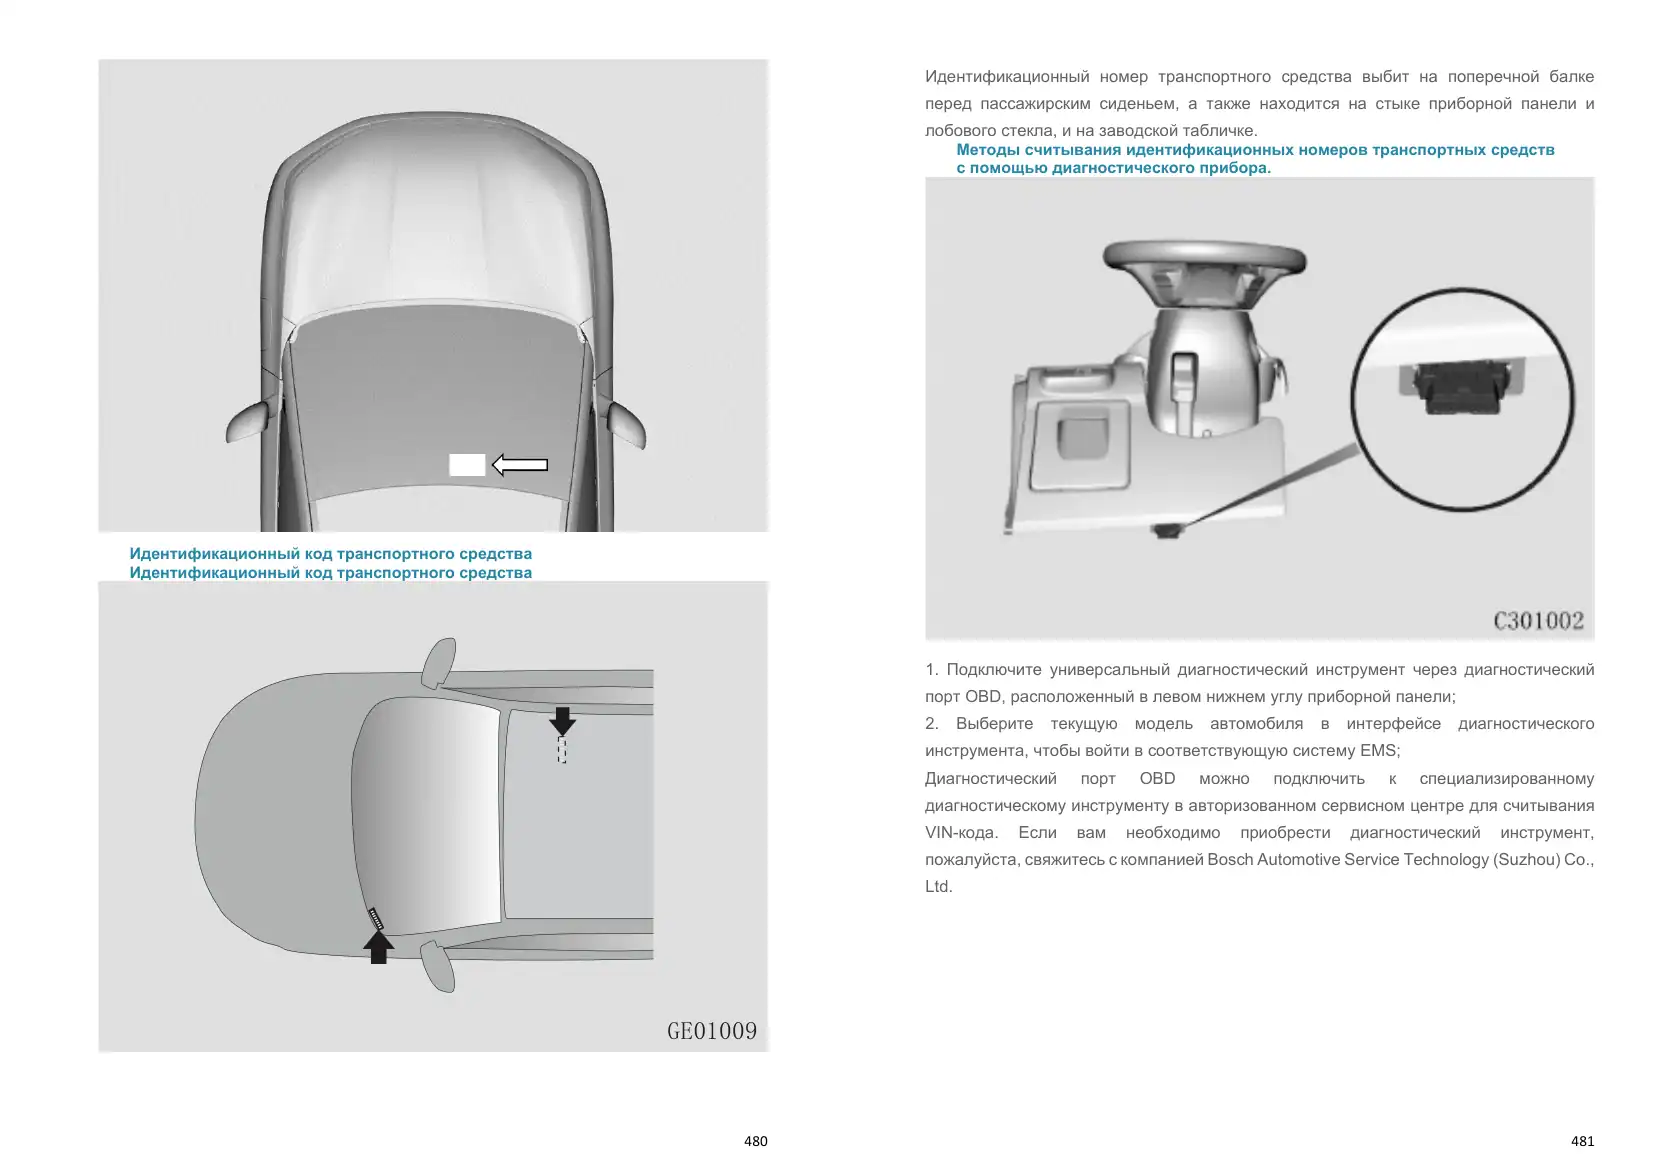 Идентификационный код транспортного средства
Идентификационный код транспортного средства
GE01009
480
Идентификационный номер транспортного средства выбит на поперечной балке
перед пассажирским сиденьем, а также находится на стыке приборной панели и
лобового стекла, и на заводской табличке.
Методы считывания идентификационных номеров транспортных средств
с помощью диагностического прибора.
C301002
1. Подключите универсальный диагностический инструмент через диагностический
порт OBD, расположенный в левом нижнем углу приборной панели;
2. Выберите текущую модель автомобиля в интерфейсе диагностического
инструмента, чтобы войти в соответствующую систему EMS;
Диагностический порт OBD можно подключить к специализированному
диагностическому инструменту в авторизованном сервисном центре для считывания
VIN-кода. Если вам необходимо приобрести диагностический инструмент,
пожалуйста, свяжитесь с компанией Bosch Automotive Service Technology (Suzhou) Co.,
Ltd.
481